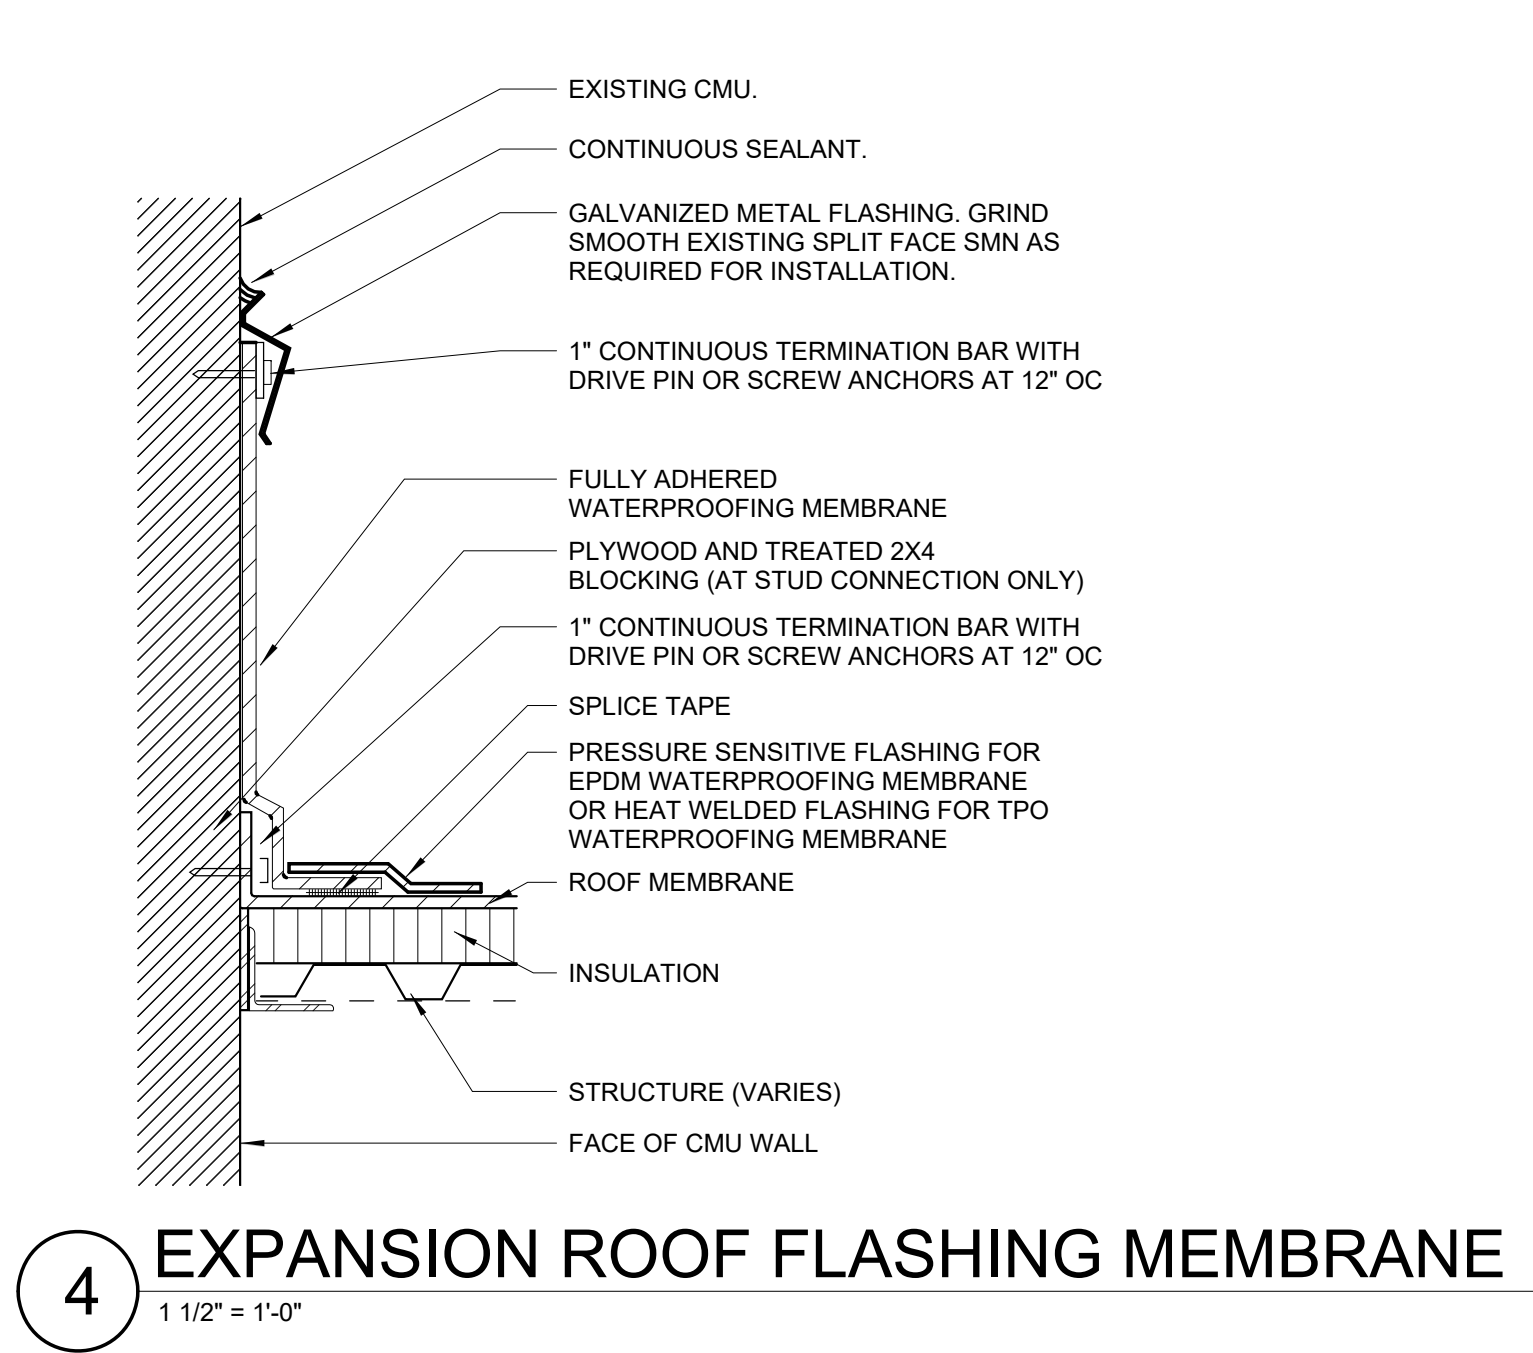 EXISTING CMU.
CONTINUOUS SEALANT.
GALVANIZED METAL FLASHING. GRIND
SMOOTH EXISTING SPLIT FACE SMN AS
REQUIRED FOR INSTALLATION.
1" CONTINUOUS TERMINATION BAR WITH
DRIVE PIN OR SCREW ANCHORS AT 12" OC
FULLY ADHERED
WATERPROOFING MEMBRANE
PLYWOOD AND TREATED 2X4
BLOCKING (AT STUD CONNECTION ONLY)
1" CONTINUOUS TERMINATION BAR WITH
DRIVE PIN OR SCREW ANCHORS AT 12" OC
SPLICE TAPE
PRESSURE SENSITIVE FLASHING FOR
EPDM WATERPROOFING MEMBRANE
OR HEAT WELDED FLASHING FOR TPO
WATERPROOFING MEMBRANE
ROOF MEMBRANE
INSULATION
STRUCTURE (VARIES)
FACE OF CMU WALL
4
EXPANSION ROOF FLASHING MEMBRANE
1 1/2" = 1'-0"